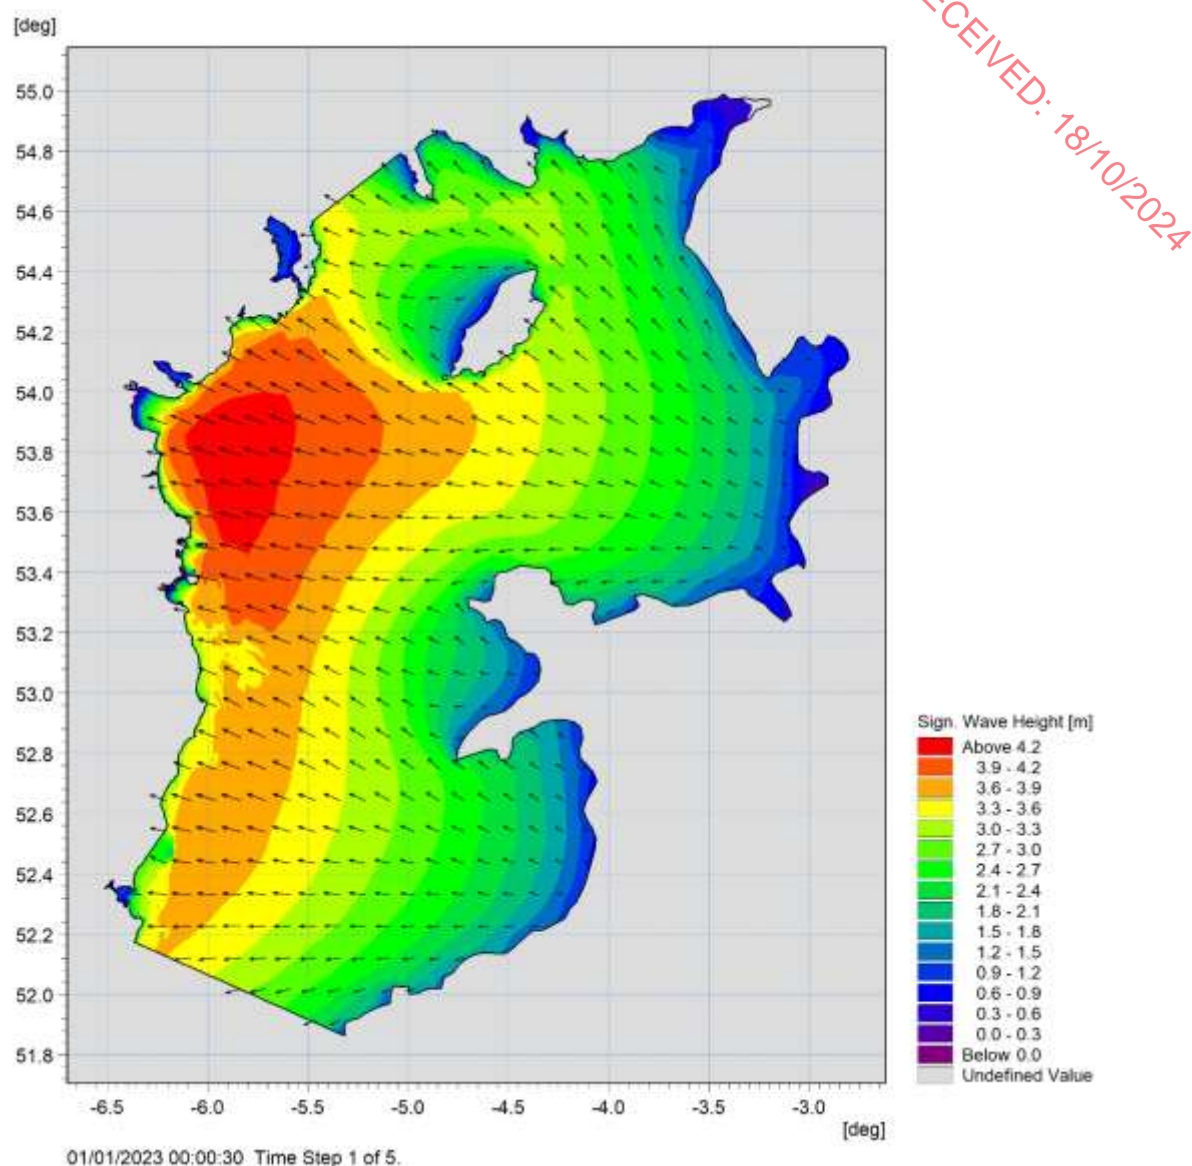 [deg]
RECEIVED: 18/10/2024
55.0
54.8
54.6
54.4
54.2
54.0
53.8
53.6
53.4
53.2
53.0
52.8
52.6
52.4
52.2
52.0
51.8
Sign. Wave Height [m]
Above 4.2
3.9 - 4.2
3.6 - 3.9
3.3 - 3.6
3.0 - 3.3
2.7 - 3.0
2.4 - 2.7
2.1 - 2.4
1.8 - 2.1
1.5 - 1.8
1.2 - 1.5
0.9 - 1.2
0.6 - 0.9
0.3 - 0.6
0.0 - 0.3
Below 0.0
Undefined Value
-6.5 -6.0 -5.5 -5.0 -4.5 -4.0 -3.5 -3.0
[deg]
01/01/2023 00:00:30 Time Step 1 of 5.